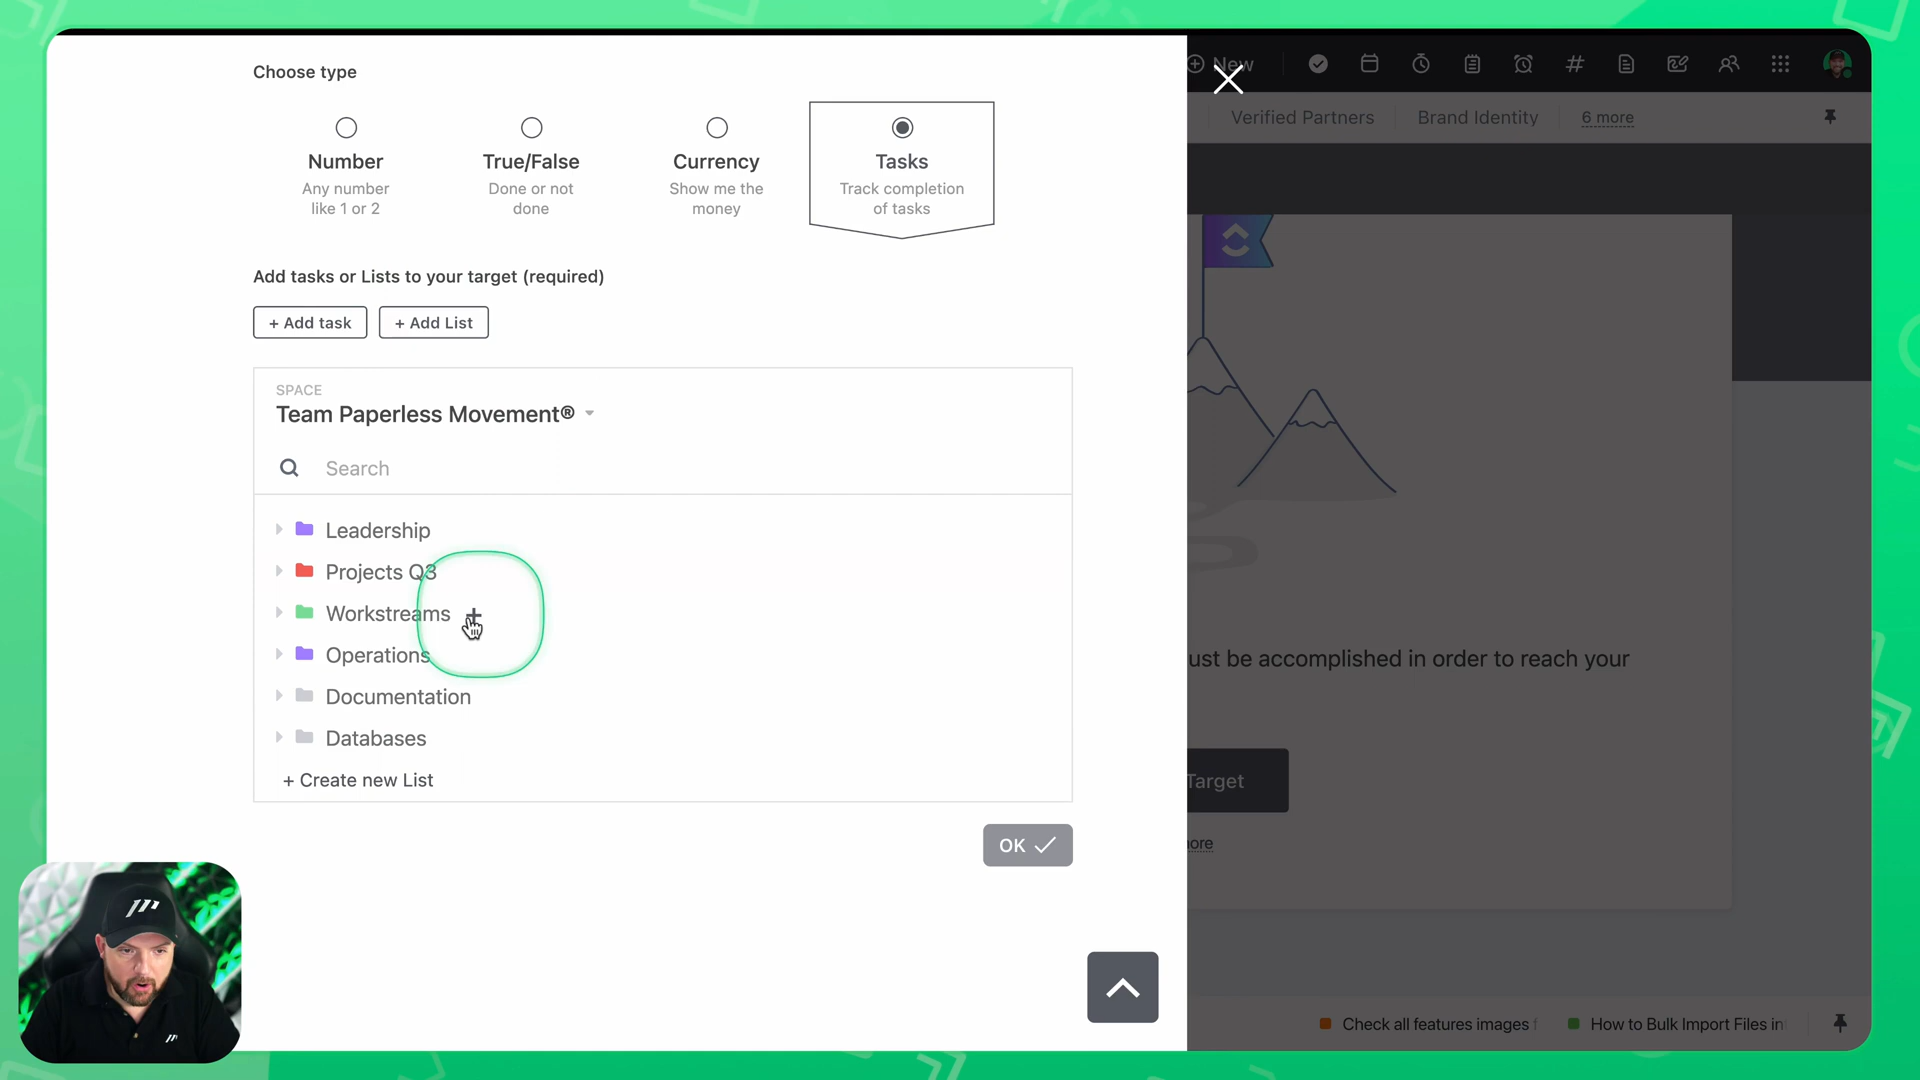 Choose type
New
Verified Partners
Brand Identity
6 more
Number
Any number
like 1 or 2
True/False
Done or not
done
Currency
Show me the
money
Tasks
Track completion
of tasks
Add tasks or Lists to your target (required)
+ Add task
+ Add List
SPACE
Team Paperless Movement®
Search
Leadership
Projects Q3
Workstreams
Operations
Documentation
Databases
+ Create new List
OK
ust be accomplished in order to reach your
Target
ore
Check all features images
How to Bulk Import Files in